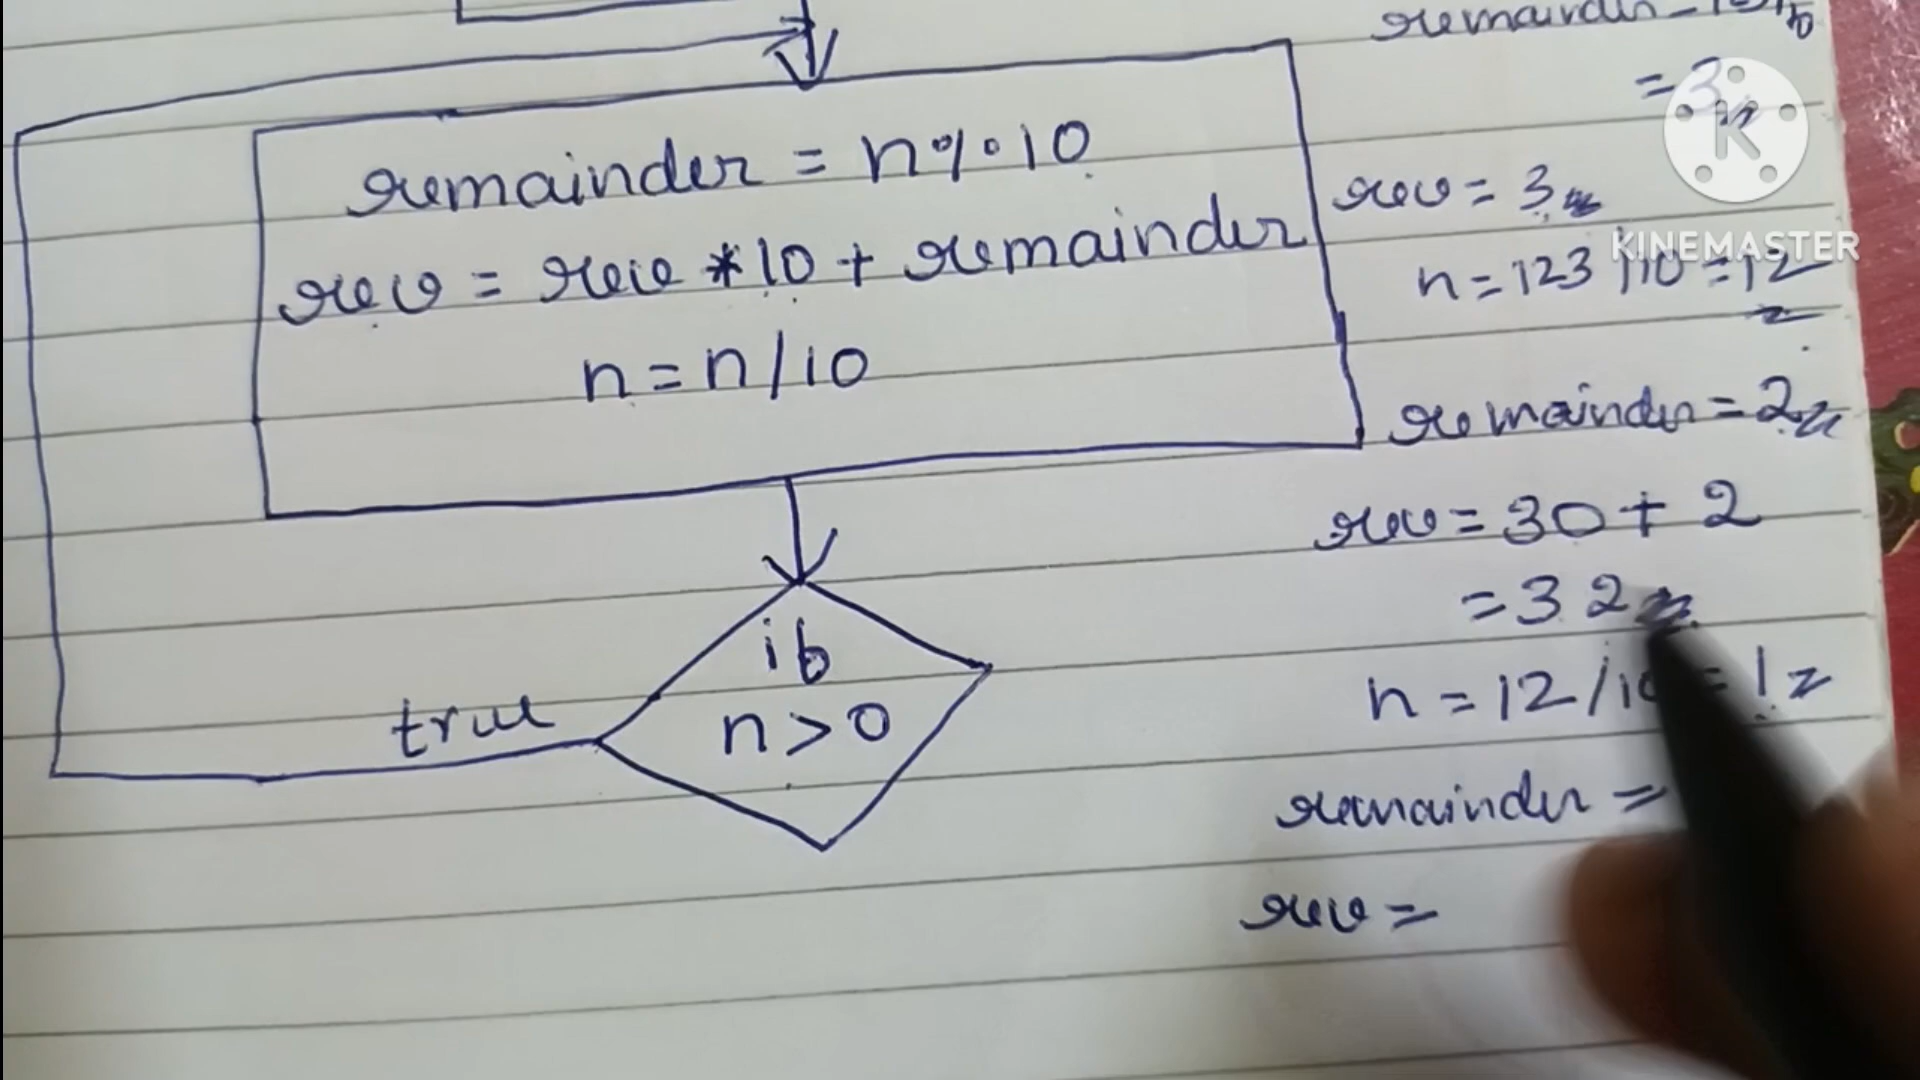 remainder = n%10
rev = rev *10 + remainder
n = n/10
if
n > 0
true
= 3
rev = 3
KINEMASTER
n = 123/10 = 12
remainder = 2
rev = 30 + 2
= 32
n = 12/10 = 1
remainder =
rev =